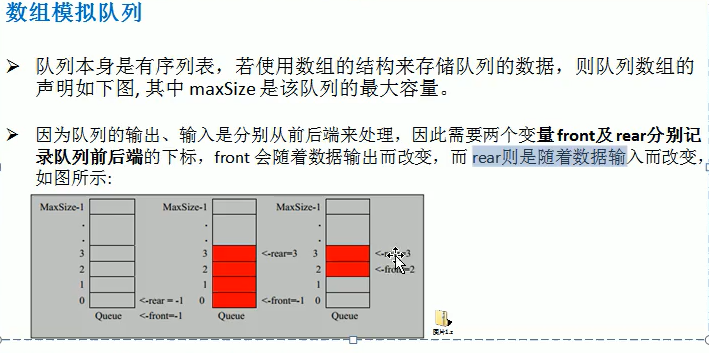 数组模拟队列
➢ 队列本身是有序列表，若使用数组的结构来存储队列的数据，则队列数组的
声明如下图, 其中 maxSize 是该队列的最大容量。
➢ 因为队列的输出、输入是分别从前后端来处理，因此需要两个变量front及rear分别记
录队列前后端的下标，front 会随着数据输出而改变，而 rear则是随着数据输入而改变，
如图所示:
MaxSize-1 MaxSize-1 MaxSize-1
. . .
. . .
3 3 <-rear=3 3 <-rear=3
2 2 2 <-front=2
1 1 1
0 <-rear = -1 0 <-front=-1 0
Queue <-front=-1 Queue Queue